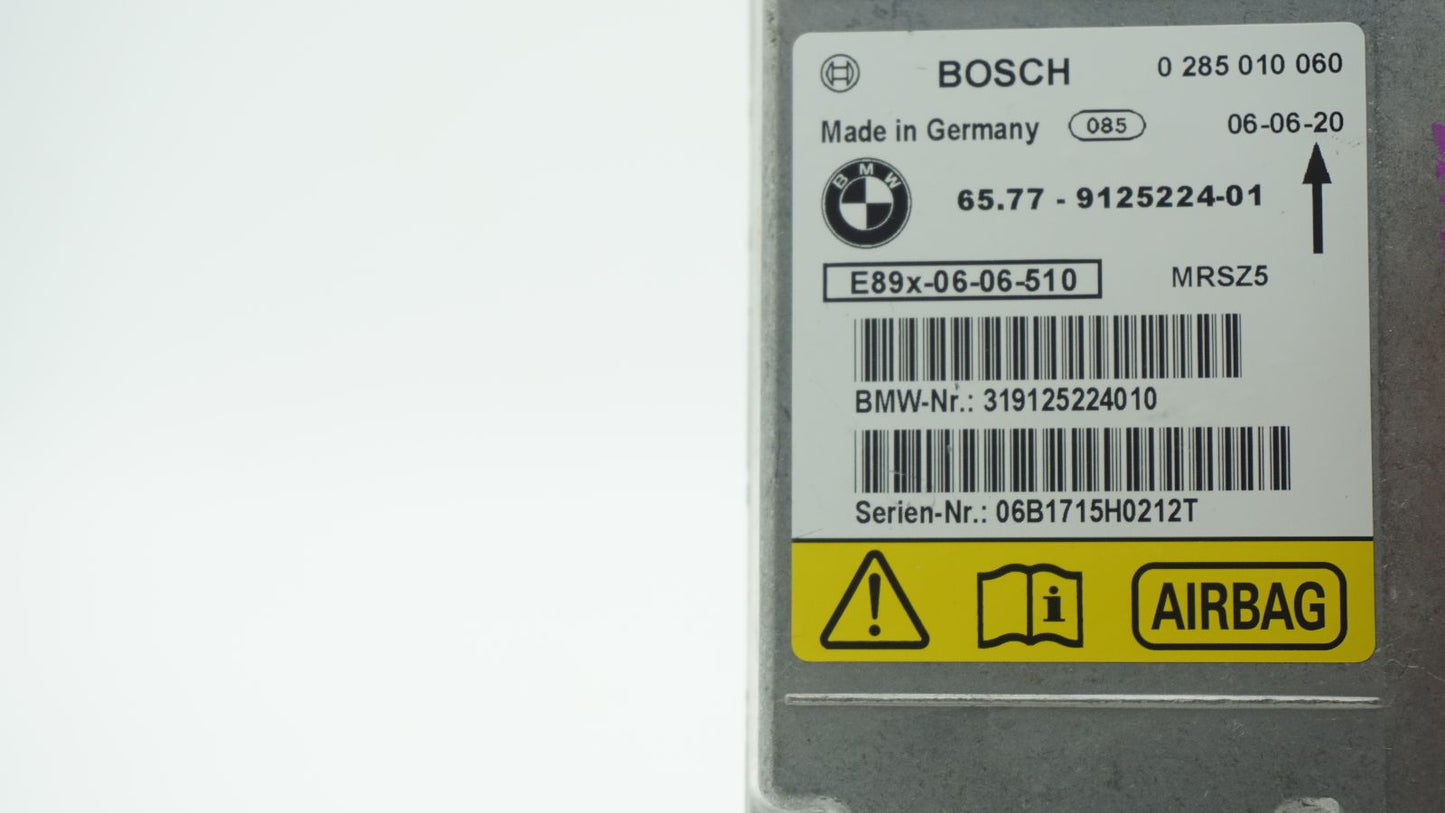 BOSCH 0 285 010 060
Made in Germany 085 06-06-20
BMW
65.77 - 9125224-01
E89x-06-06-510 MRSZ5
BMW-Nr.: 319125224010
Serien-Nr.: 06B1715H0212T
! i AIRBAG